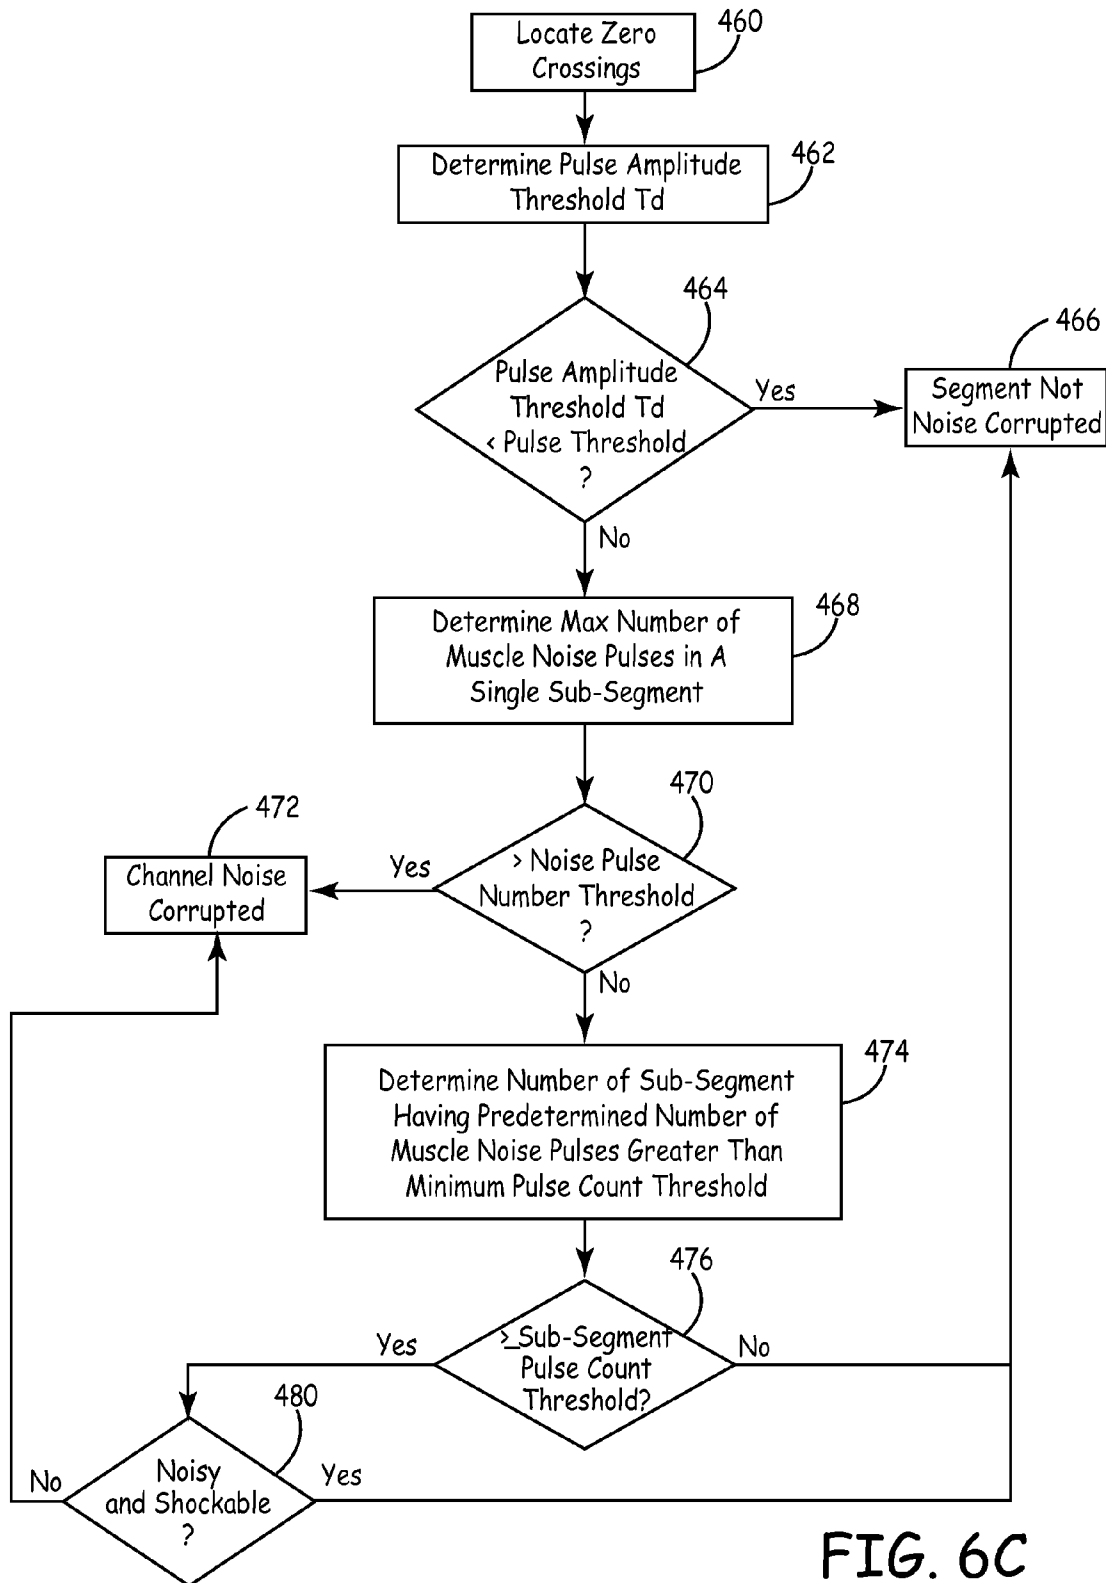 Locate Zero
Crossings
460
Determine Pulse Amplitude
Threshold Td
462
464
Pulse Amplitude
Threshold Td
< Pulse Threshold
?
Yes
466
Segment Not
Noise Corrupted
No
468
Determine Max Number of
Muscle Noise Pulses in A
Single Sub-Segment
470
> Noise Pulse
Number Threshold
?
Yes
472
Channel Noise
Corrupted
No
474
Determine Number of Sub-Segment
Having Predetermined Number of
Muscle Noise Pulses Greater Than
Minimum Pulse Count Threshold
476
≥ Sub-Segment
Pulse Count
Threshold?
Yes
No
480
Noisy
and Shockable
?
No
Yes
FIG. 6C